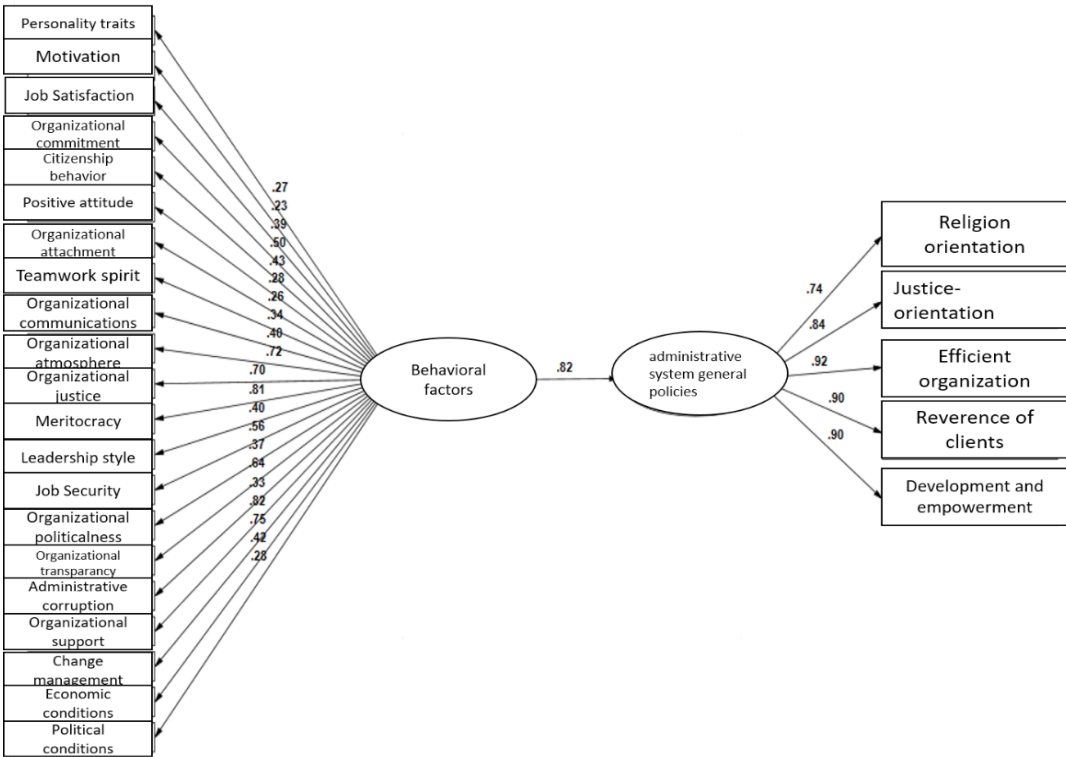 Personality traits
Motivation
Job Satisfaction
Organizational
commitment
Citizenship
behavior
Positive attitude
Organizational
attachment
Teamwork spirit
Organizational
communications
Organizational
atmosphere
Organizational
justice
Meritocracy
Leadership style
Job Security
Organizational
politicalness
Organizational
transparancy
Administrative
corruption
Organizational
support
Change
management
Economic
conditions
Political
conditions
.27
.23
.39
.50
.43
.28
.26
.34
.40
.72
.70
.81
.40
.56
.37
.64
.33
.82
.75
.42
.28
Behavioral
factors
.82
administrative
system general
policies
.74
.84
.92
.90
.90
Religion
orientation
Justice-
orientation
Efficient
organization
Reverence of
clients
Development and
empowerment